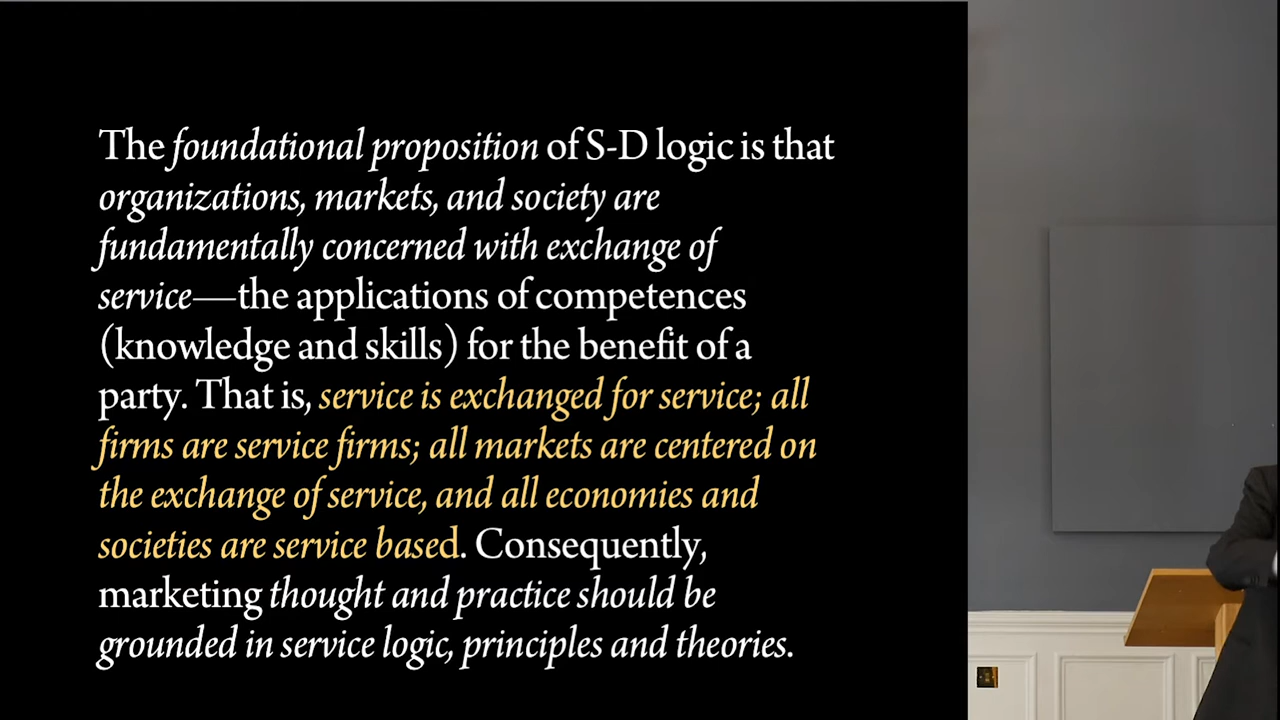 The foundational proposition of S-D logic is that
organizations, markets, and society are
fundamentally concerned with exchange of
service—the applications of competences
(knowledge and skills) for the benefit of a
party. That is, service is exchanged for service; all
firms are service firms; all markets are centered on
the exchange of service, and all economies and
societies are service based. Consequently,
marketing thought and practice should be
grounded in service logic, principles and theories.